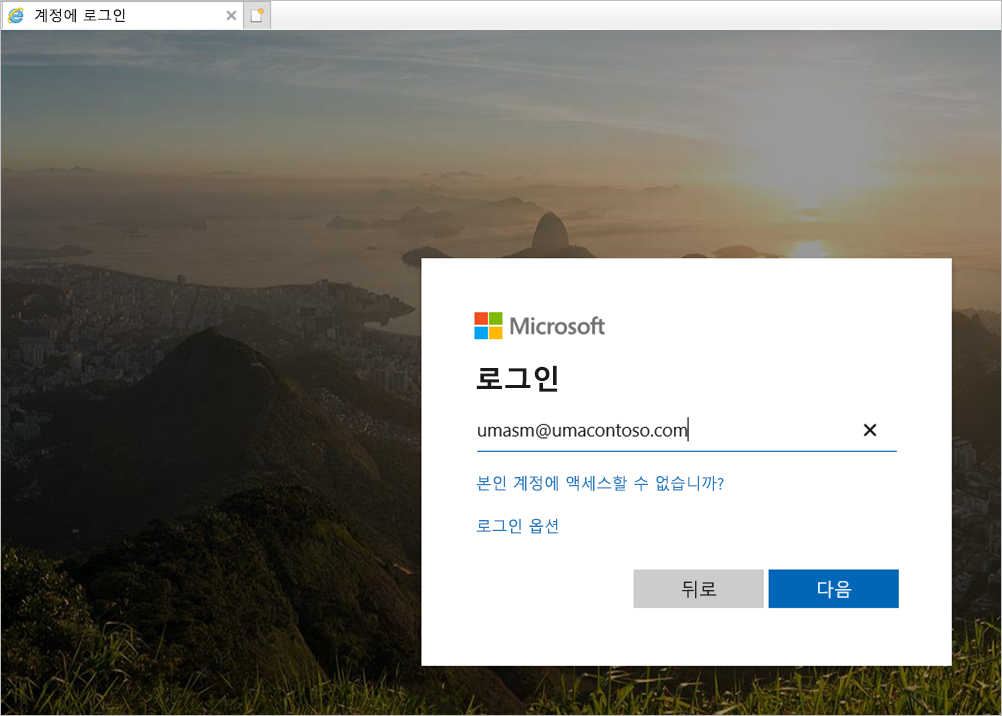 계정에 로그인
Microsoft
로그인
umasm@umacontoso.com
본인 계정에 액세스할 수 없습니까?
로그인 옵션
뒤로 다음